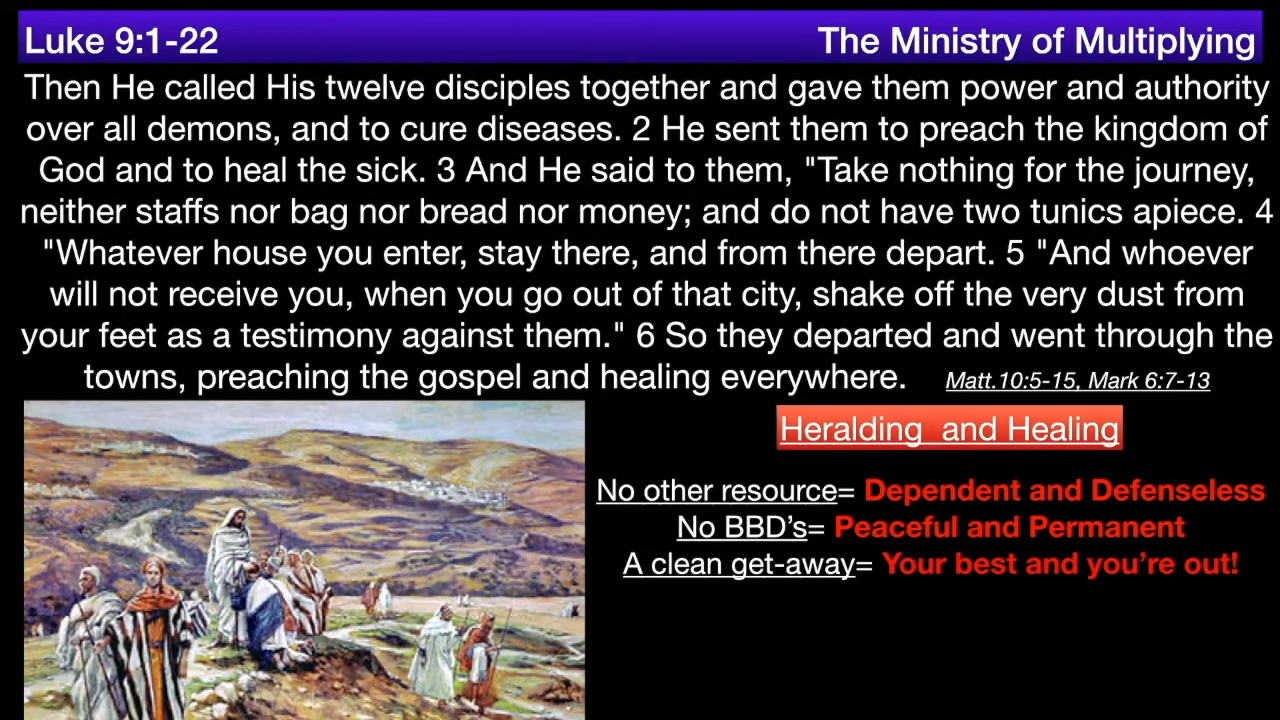 Luke 9:1-22 The Ministry of Multiplying
Then He called His twelve disciples together and gave them power and authority
over all demons, and to cure diseases. 2 He sent them to preach the kingdom of
God and to heal the sick. 3 And He said to them, "Take nothing for the journey,
neither staffs nor bag nor bread nor money; and do not have two tunics apiece. 4
"Whatever house you enter, stay there, and from there depart. 5 "And whoever
will not receive you, when you go out of that city, shake off the very dust from
your feet as a testimony against them." 6 So they departed and went through the
towns, preaching the gospel and healing everywhere. Matt.10:5-15, Mark 6:7-13
Heralding  and Healing
No other resource= Dependent and Defenseless
No BBD’s= Peaceful and Permanent
A clean get-away= Your best and you’re out!